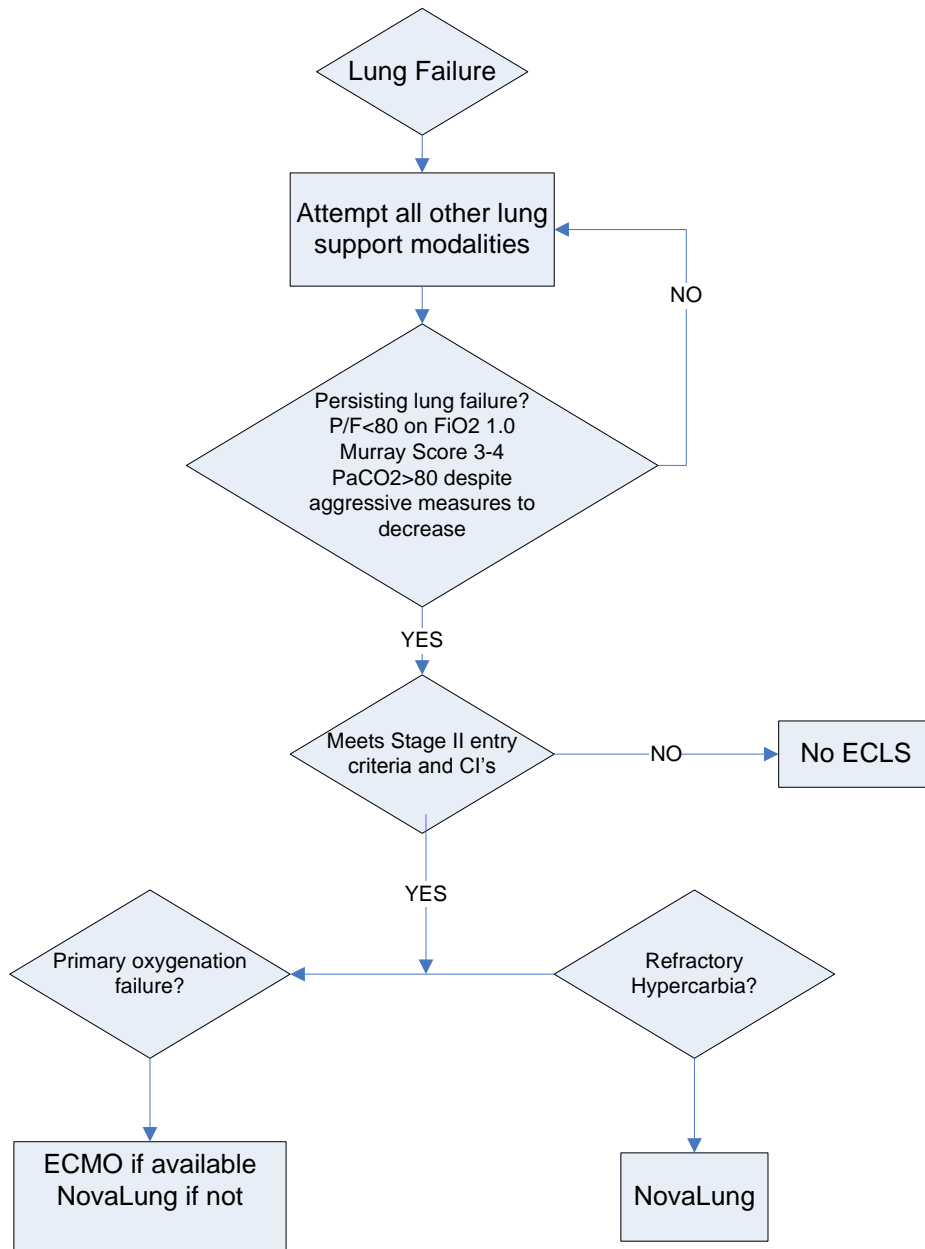 Lung Failure
Attempt all other lung
support modalities
NO
Persisting lung failure?
P/F<80 on FiO2 1.0
Murray Score 3-4
PaCO2>80 despite
aggressive measures to
decrease
YES
Meets Stage II entry
criteria and CI’s
NO
No ECLS
YES
Primary oxygenation
failure?
Refractory
Hypercarbia?
ECMO if available
NovaLung if not
NovaLung